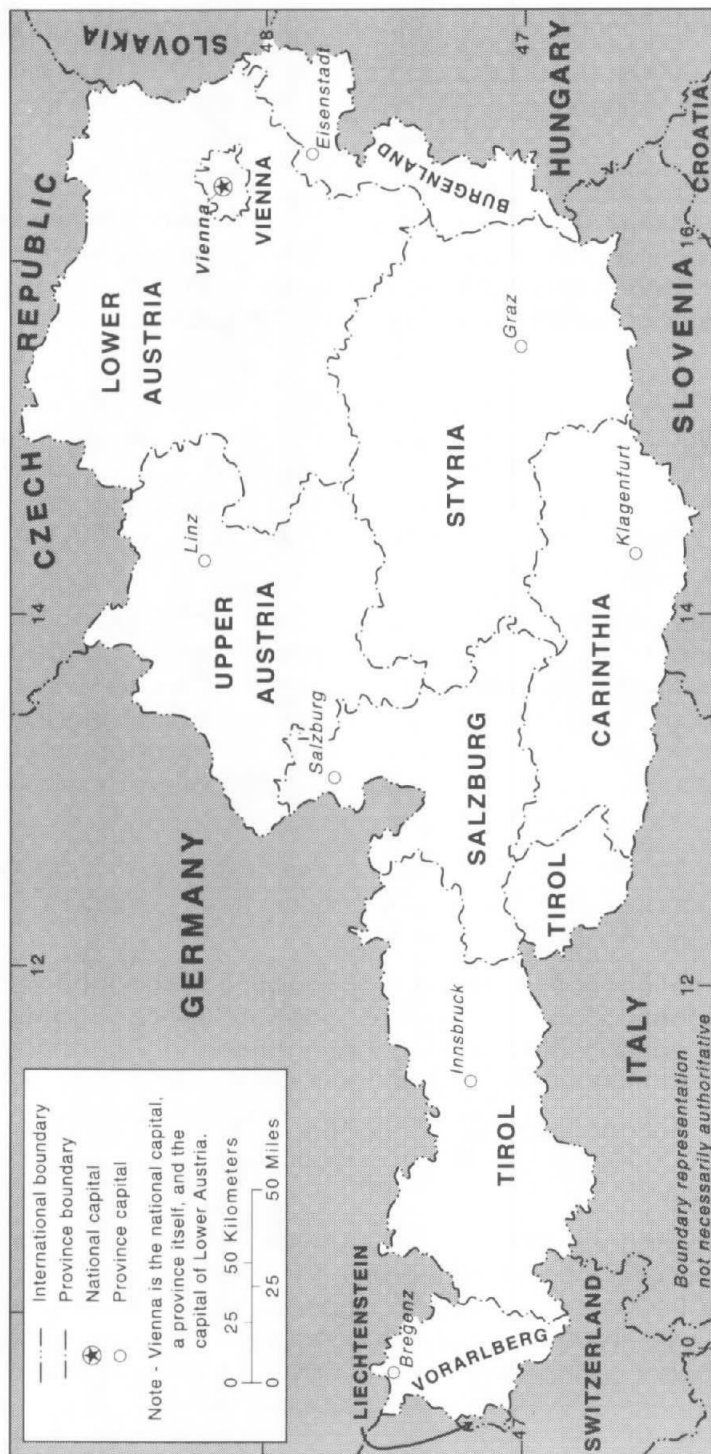 International boundary
Province boundary
National capital
Province capital
Note - Vienna is the national capital,
a province itself, and the
capital of Lower Austria.
0 25 50 Kilometers
0 25 50 Miles
12
14
CZECH REPUBLIC
SLOVAKIA
48
GERMANY
LOWER
AUSTRIA
Vienna
VIENNA
Linz
UPPER
AUSTRIA
Eisenstadt
Salzburg
LIECHTENSTEIN
Bregenz
VORARLBERG
Innsbruck
TIROL
SALZBURG
STYRIA
BURGENLAND
Graz
47
47
HUNGARY
TIROL
CARINTHIA
Klagenfurt
SWITZERLAND
ITALY
SLOVENIA
CROATIA
10
12
14
16
Boundary representation
not necessarily authoritative